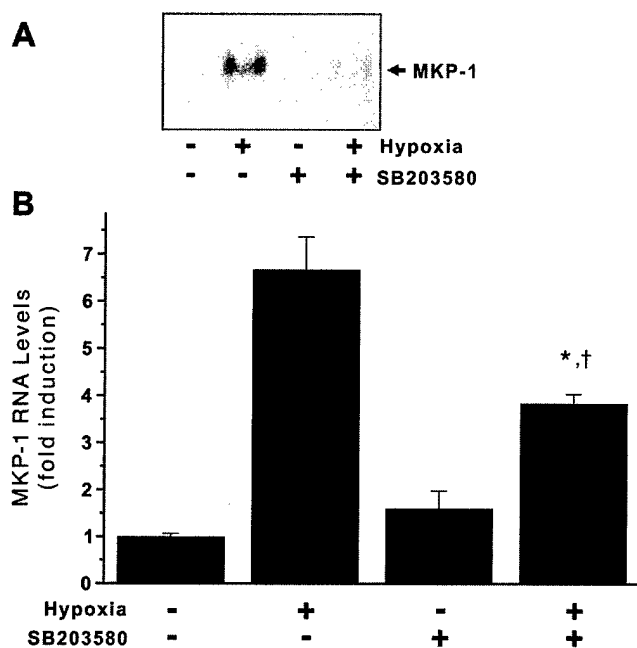 A
← MKP-1
- + - + Hypoxia
- - + + SB203580
B
MKP-1 RNA Levels
(fold induction)
7
6
5
4
3
2
1
0
*,†
Hypoxia - + - +
SB203580 - - + +